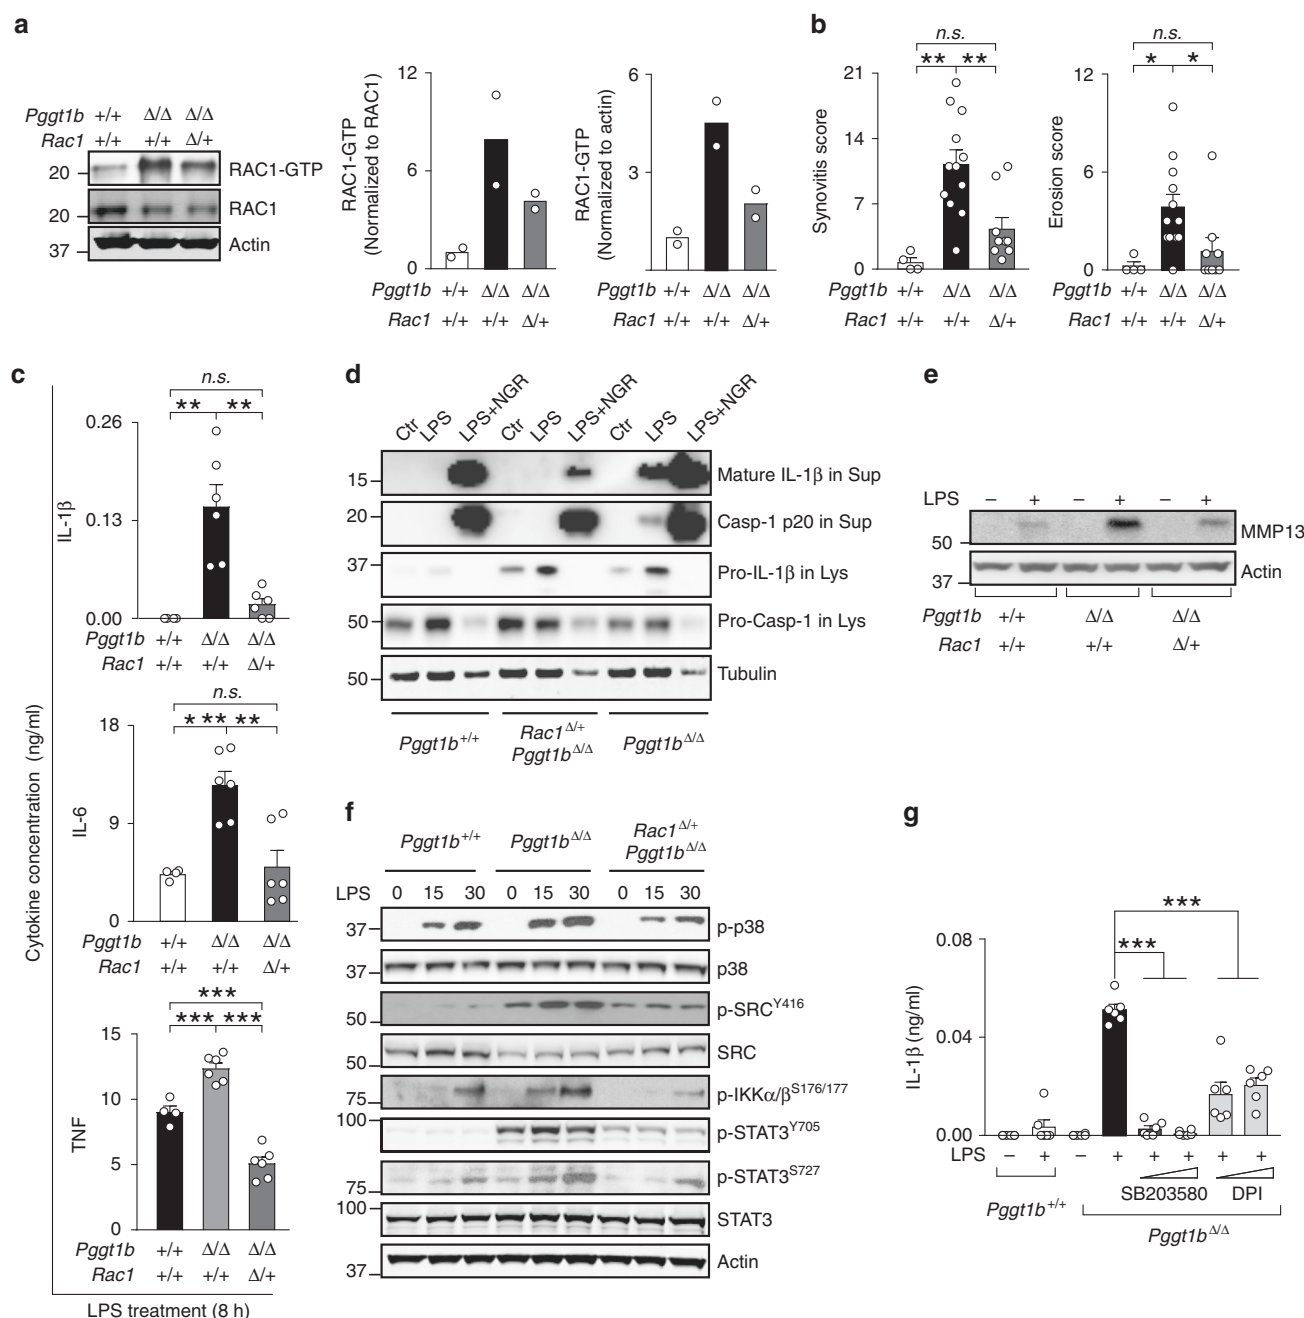 a
Pggt1b +/+ Δ/Δ Δ/Δ
Rac1 +/+ +/+ Δ/+
20 RAC1-GTP
20 RAC1
37 Actin
RAC1-GTP
(Normalized to RAC1)
12
6
0
Pggt1b +/+ Δ/Δ Δ/Δ
Rac1 +/+ +/+ Δ/+
RAC1-GTP
(Normalized to actin)
6
3
0
Pggt1b +/+ Δ/Δ Δ/Δ
Rac1 +/+ +/+ Δ/+
b
n.s.
** **
Synovitis score
21
14
7
0
Pggt1b +/+ Δ/Δ Δ/Δ
Rac1 +/+ +/+ Δ/+
n.s.
* *
Erosion score
12
6
0
Pggt1b +/+ Δ/Δ Δ/Δ
Rac1 +/+ +/+ Δ/+
c
Cytokine concentration (ng/ml)
n.s.
** **
IL-1β
0.26
0.13
0.00
Pggt1b +/+ Δ/Δ Δ/Δ
Rac1 +/+ +/+ Δ/+
n.s.
* ** **
IL-6
18
9
0
Pggt1b +/+ Δ/Δ Δ/Δ
Rac1 +/+ +/+ Δ/+
***
*** ***
TNF
15
10
5
0
Pggt1b +/+ Δ/Δ Δ/Δ
Rac1 +/+ +/+ Δ/+
LPS treatment (8 h)
d
Ctr LPS LPS+NGR Ctr LPS LPS+NGR Ctr LPS LPS+NGR
15 Mature IL-1β in Sup
20 Casp-1 p20 in Sup
37 Pro-IL-1β in Lys
50 Pro-Casp-1 in Lys
50 Tubulin
Pggt1b+/+ Rac1Δ/+ Pggt1bΔ/Δ
Pggt1bΔ/Δ
e
LPS – + – + – +
50 MMP13
37 Actin
Pggt1b +/+ Δ/Δ Δ/Δ
Rac1 +/+ +/+ Δ/+
f
Pggt1b+/+ Pggt1bΔ/Δ Rac1Δ/+
Pggt1bΔ/Δ
LPS 0 15 30 0 15 30 0 15 30
37 p-p38
37 p38
50 p-SRCY416
50 SRC
75 p-IKKα/βS176/177
100 p-STAT3Y705
75 p-STAT3S727
100 STAT3
37 Actin
g
***
***
IL-1β (ng/ml)
0.08
0.04
0.00
LPS – + – + + + + +
SB203580 DPI
Pggt1b+/+
Pggt1bΔ/Δ